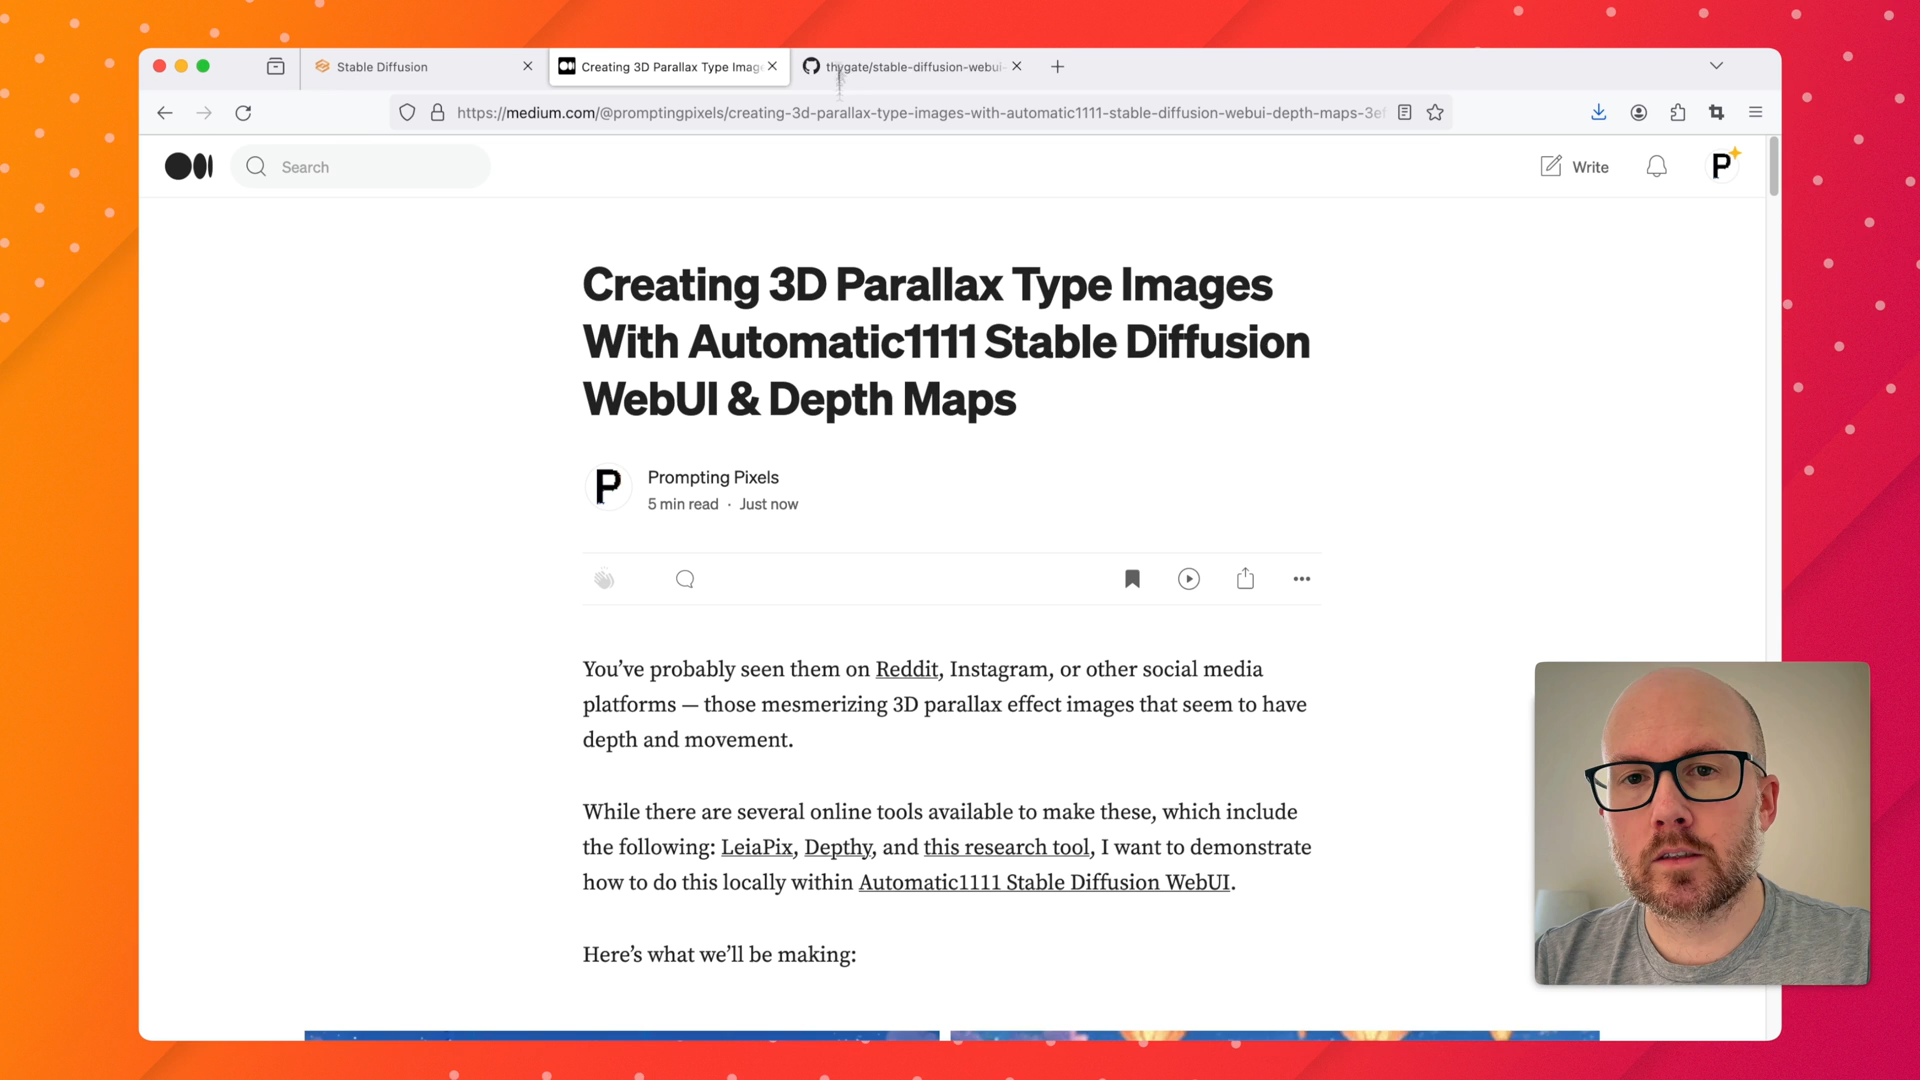 Stable Diffusion
Creating 3D Parallax Type Imag
thygate/stable-diffusion-webui-
https://medium.com/@promptingpixels/creating-3d-parallax-type-images-with-automatic1111-stable-diffusion-webui-depth-maps-3ef
Search
Write
P
Creating 3D Parallax Type Images
With Automatic1111 Stable Diffusion
WebUI & Depth Maps
P
Prompting Pixels
5 min read · Just now
You’ve probably seen them on Reddit, Instagram, or other social media
platforms — those mesmerizing 3D parallax effect images that seem to have
depth and movement.
While there are several online tools available to make these, which include
the following: LeiaPix, Depthy, and this research tool, I want to demonstrate
how to do this locally within Automatic1111 Stable Diffusion WebUI.
Here’s what we’ll be making: